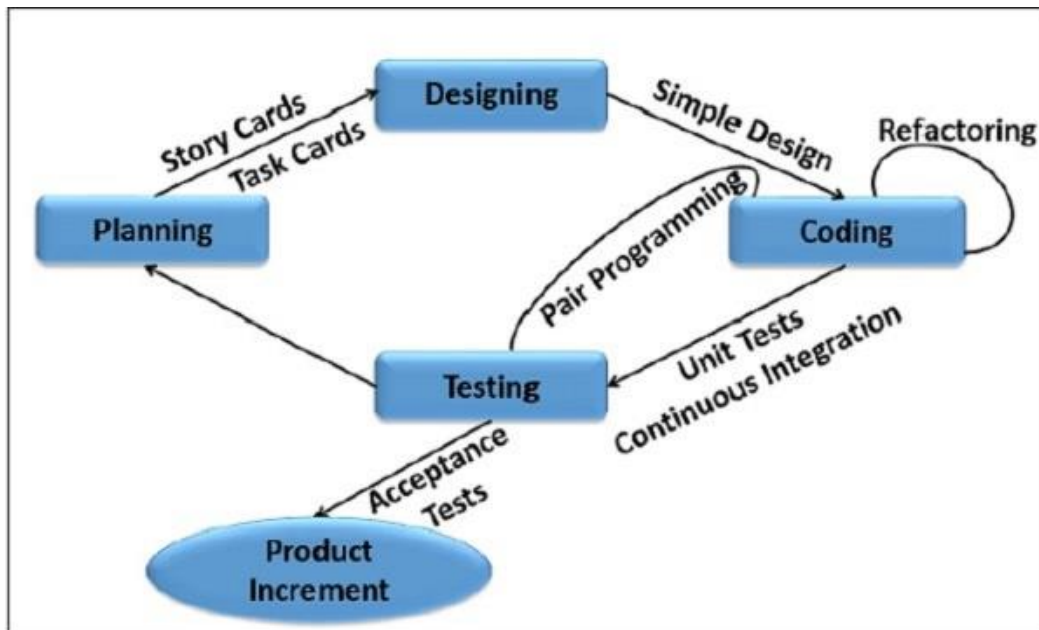 Designing
Story Cards
Task Cards
Simple Design
Refactoring
Planning
Pair Programming
Coding
Unit Tests
Continuous Integration
Testing
Acceptance
Tests
Product
Increment